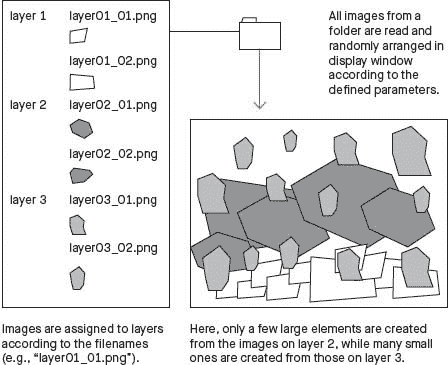 layer 1 layer01_01.png
layer01_02.png
layer 2 layer02_01.png
layer02_02.png
layer 3 layer03_01.png
layer03_02.png
All images from a
folder are read and
randomly arranged in
display window
according to the
defined parameters.
Images are assigned to layers
according to the filenames
(e.g., “layer01_01.png”).
Here, only a few large elements are created
from the images on layer 2, while many small
ones are created from those on layer 3.